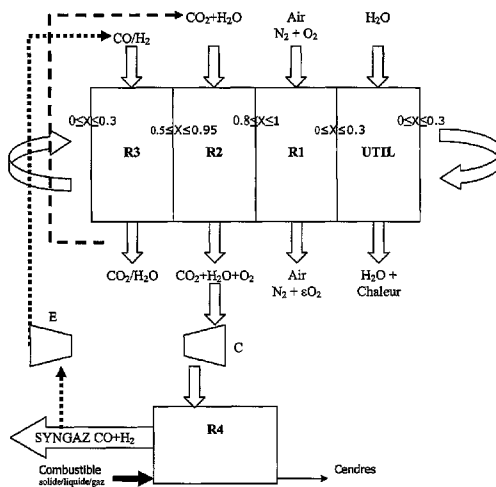 CO₂+H₂O
Air
N₂ + O₂
H₂O
CO/H₂
0≤X≤0.3
0.5≤X≤0.95
0.8≤X≤1
0≤X≤0.3
0≤X≤0.3
R3
R2
R1
UTIL
CO₂/H₂O
CO₂+H₂O+O₂
Air
N₂ + εO₂
H₂O +
Chaleur
E
C
SYNGAZ CO+H₂
R4
Combustible
solide/liquide/gaz
Cendres